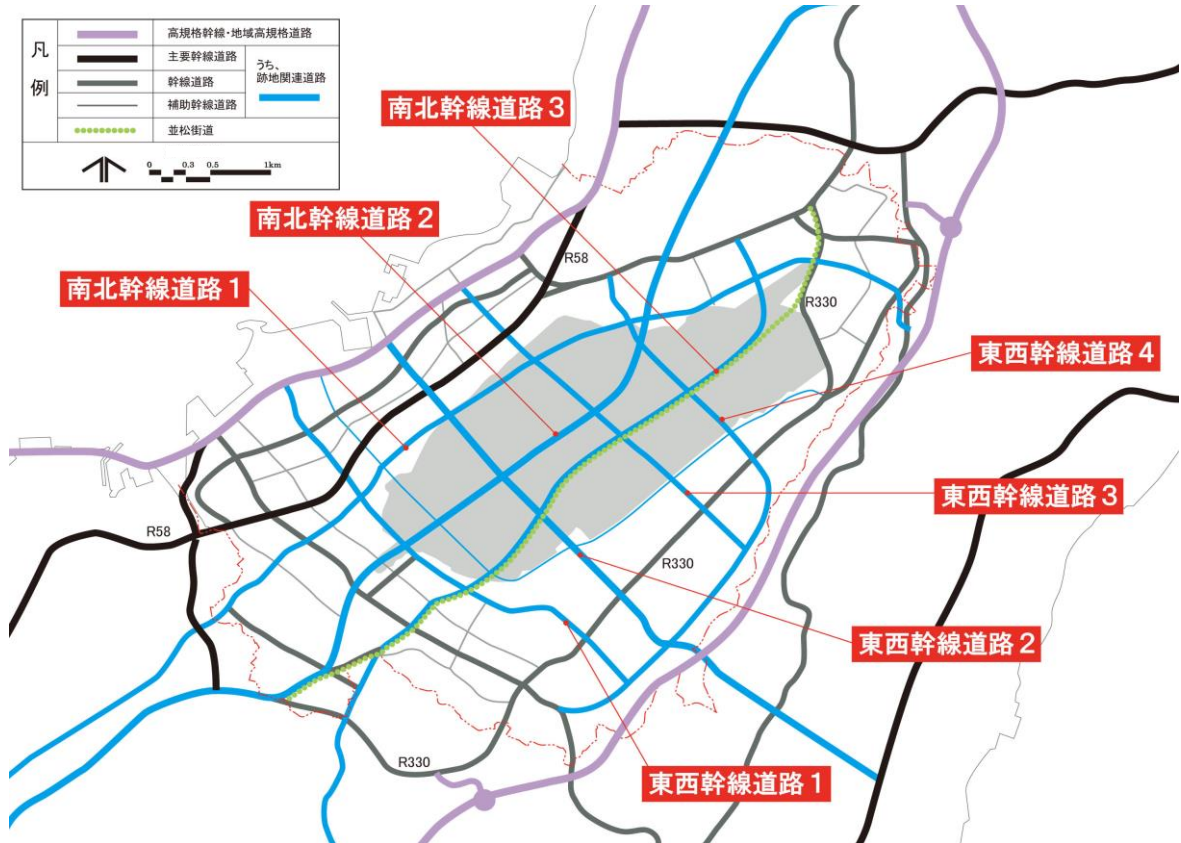 凡例
高規格幹線・地域高規格道路
主要幹線道路
幹線道路
補助幹線道路
うち、
跡地関連道路
並松街道
0 0.3 0.5 1km
南北幹線道路3
南北幹線道路2
南北幹線道路1
R58
R330
東西幹線道路4
東西幹線道路3
R58
R330
東西幹線道路2
R330
東西幹線道路1